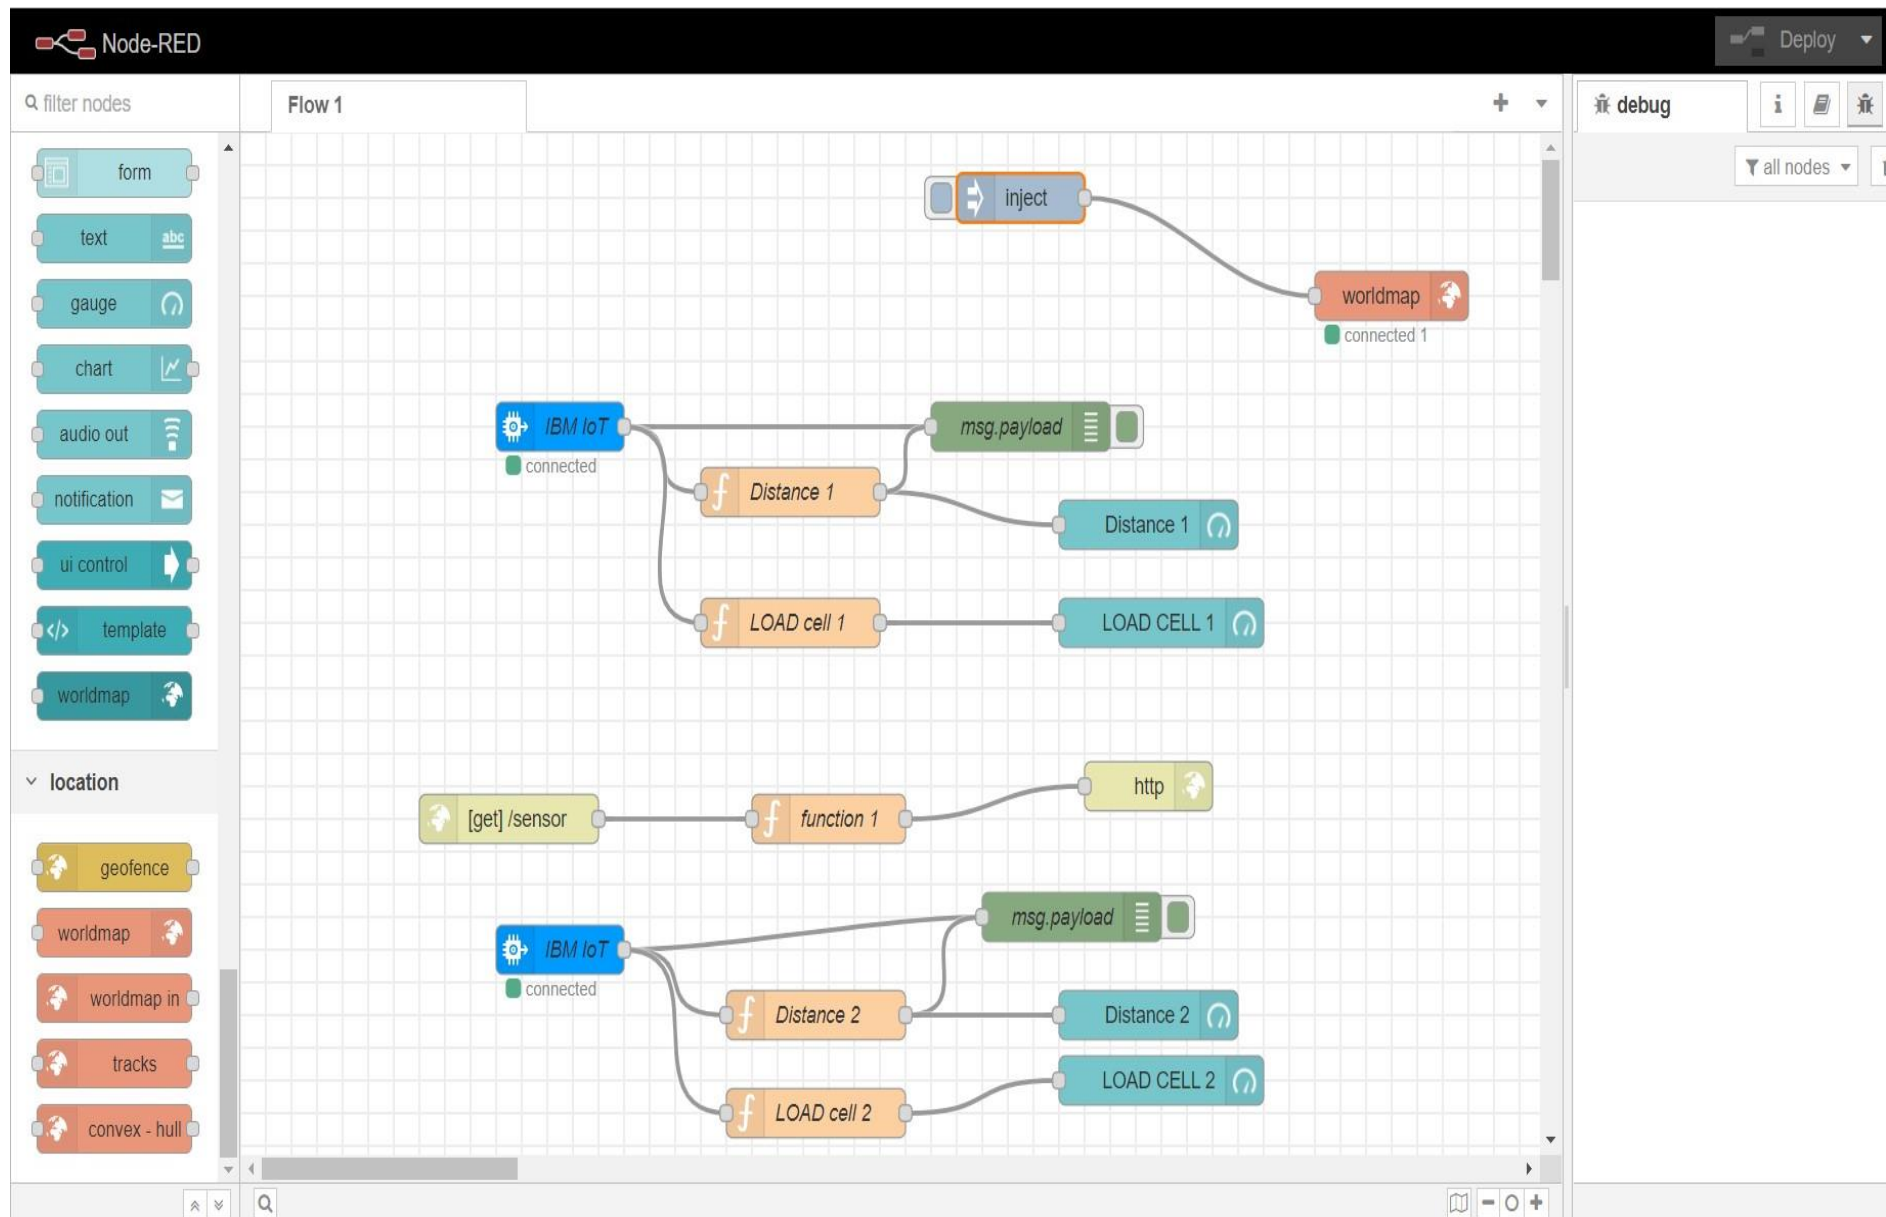 Node-RED
Deploy
filter nodes
Flow 1
debug
i
all nodes
form
text
abc
gauge
chart
audio out
notification
ui control
</> template
worldmap
location
geofence
worldmap
worldmap in
tracks
convex - hull
inject
worldmap
connected 1
IBM IoT
connected
msg.payload
f Distance 1
Distance 1
f LOAD cell 1
LOAD CELL 1
[get] /sensor
f function 1
http
IBM IoT
connected
msg.payload
f Distance 2
Distance 2
f LOAD cell 2
LOAD CELL 2